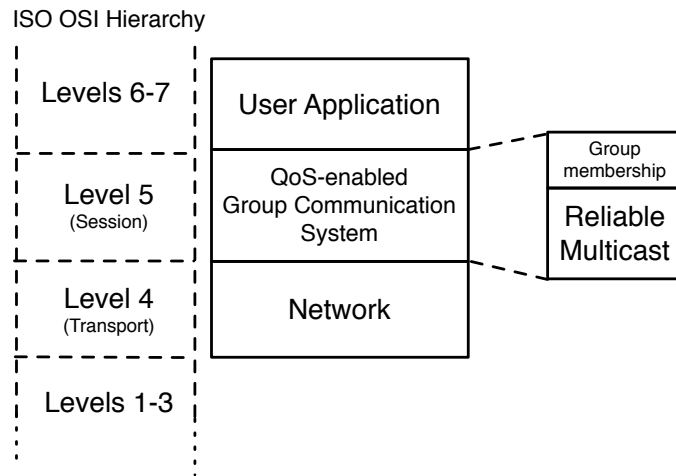 ISO OSI Hierarchy
Levels 6-7
User Application
Level 5
(Session)
QoS-enabled
Group Communication
System
Group
membership
Reliable
Multicast
Level 4
(Transport)
Network
Levels 1-3